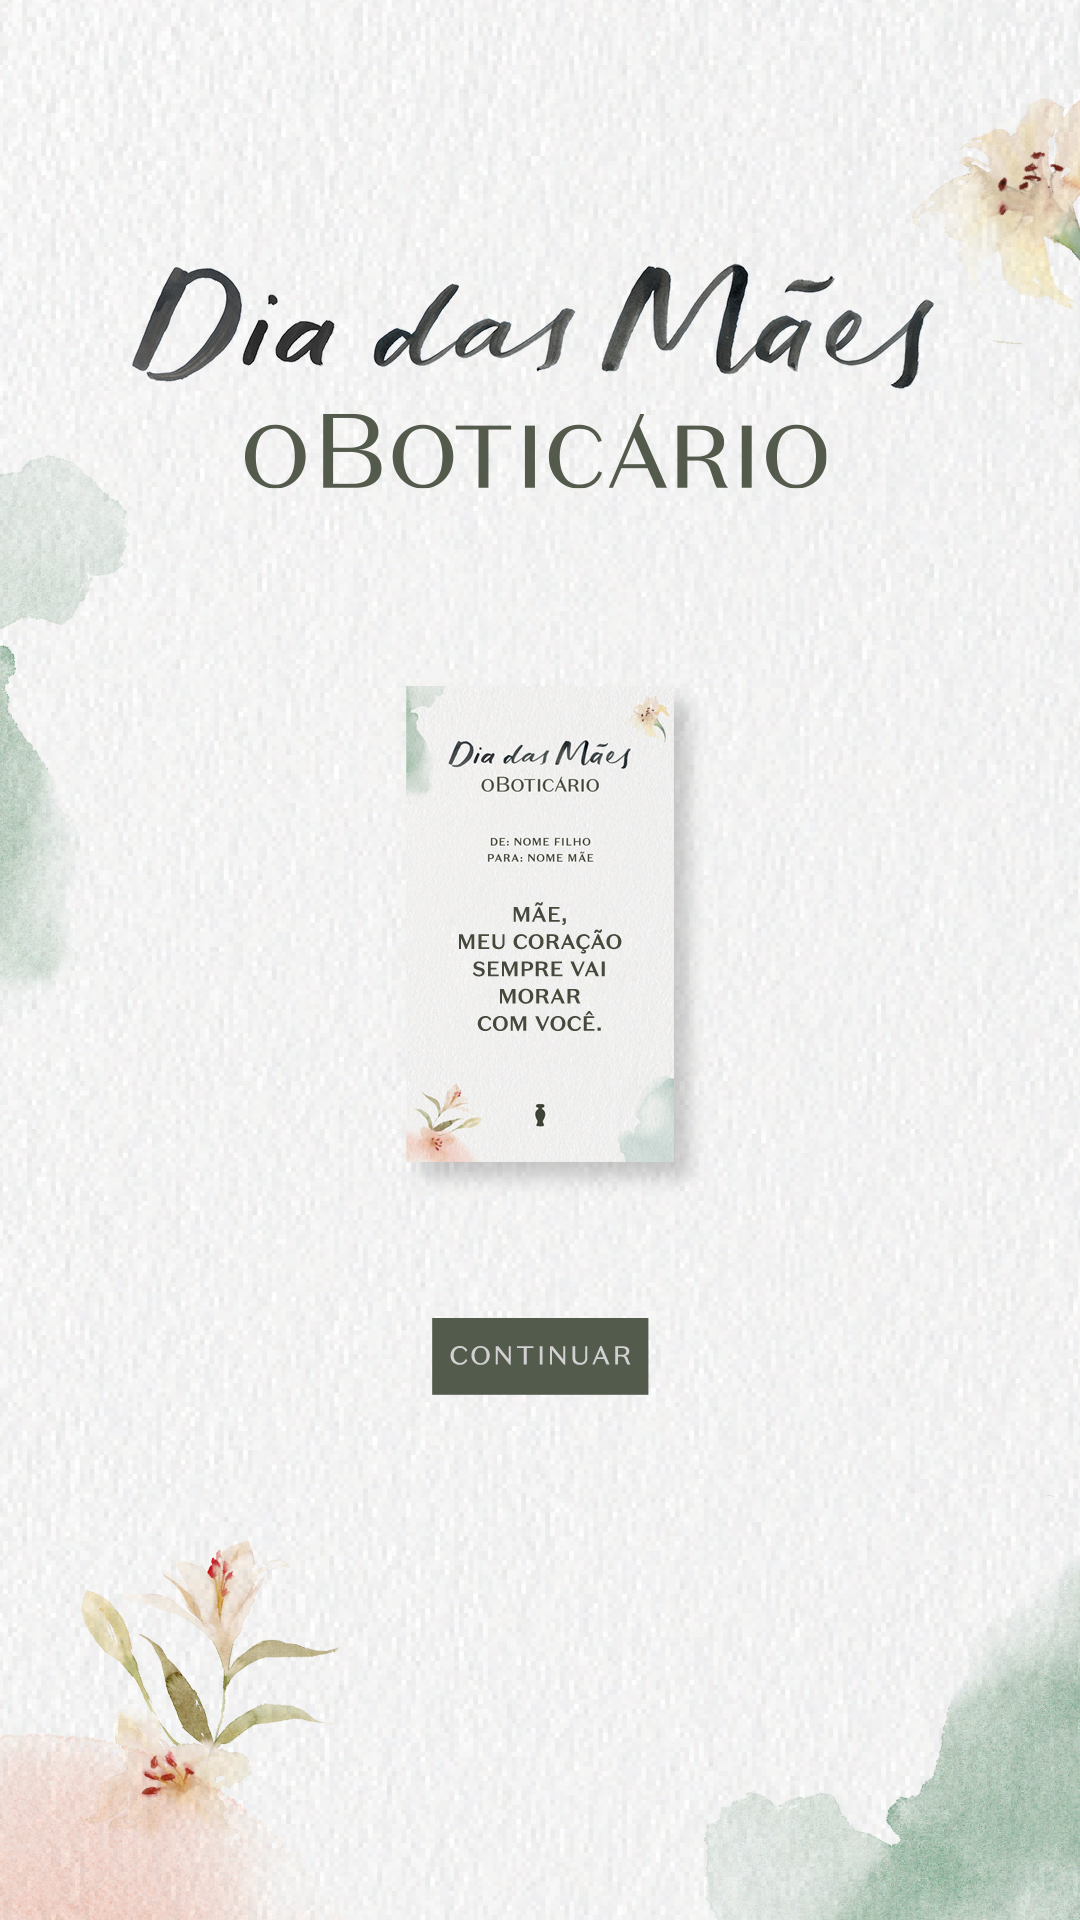 Dia das Mães
OBOTICÁRIO
Dia das Mães
OBOTICÁRIO
DE: NOME FILHO
PARA: NOME MÃE
MÃE,
MEU CORAÇÃO
SEMPRE VAI
MORAR
COM VOCÊ.
CONTINUAR